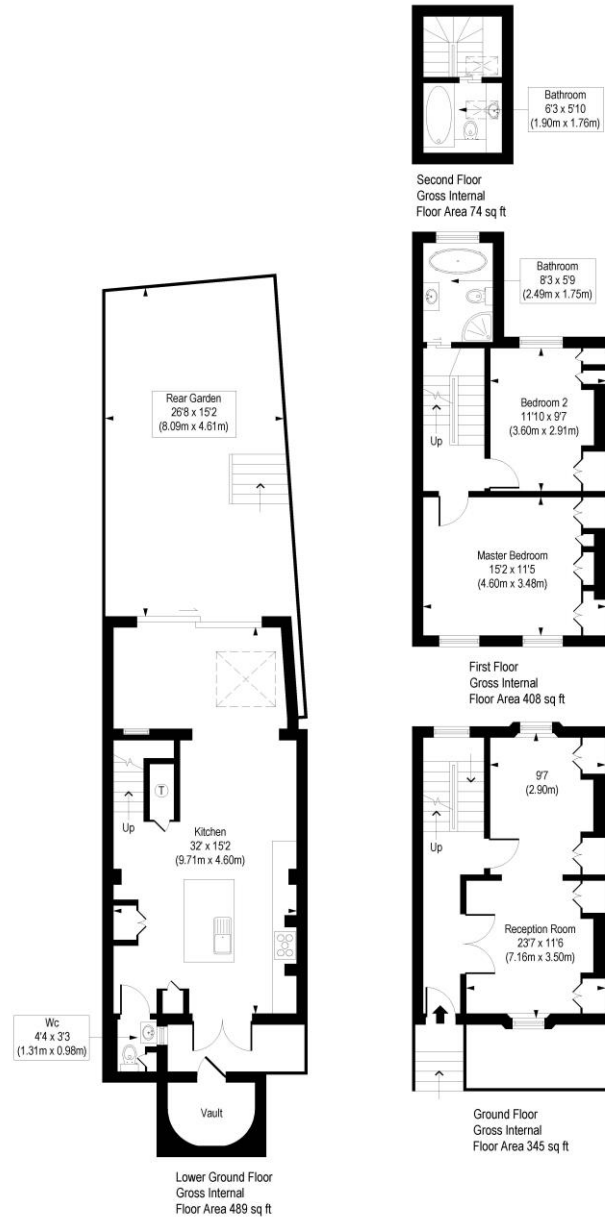 Bathroom
6'3 x 5'10
(1.90m x 1.76m)
Second Floor
Gross Internal
Floor Area 74 sq ft
Bathroom
8'3 x 5'9
(2.49m x 1.75m)
Up
Bedroom 2
11'10 x 9'7
(3.60m x 2.91m)
Master Bedroom
15'2 x 11'5
(4.60m x 3.48m)
First Floor
Gross Internal
Floor Area 408 sq ft
Rear Garden
26'8 x 15'2
(8.09m x 4.61m)
T
Up
Kitchen
32' x 15'2
(9.71m x 4.60m)
Wc
4'4 x 3'3
(1.31m x 0.98m)
Vault
Lower Ground Floor
Gross Internal
Floor Area 489 sq ft
9'7
(2.90m)
Up
Reception Room
23'7 x 11'6
(7.16m x 3.50m)
Ground Floor
Gross Internal
Floor Area 345 sq ft